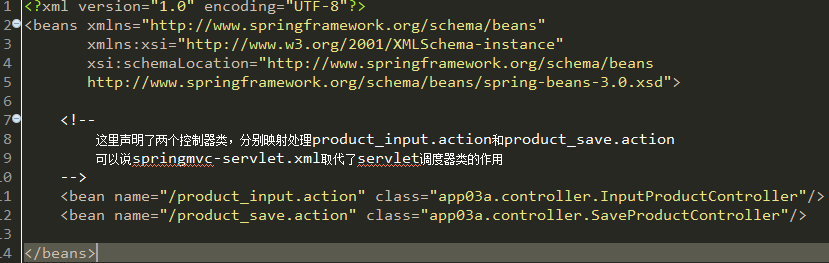 1 <?xml version="1.0" encoding="UTF-8"?>
2 <beans xmlns="http://www.springframework.org/schema/beans"
3 xmlns:xsi="http://www.w3.org/2001/XMLSchema-instance"
4 xsi:schemaLocation="http://www.springframework.org/schema/beans
5 http://www.springframework.org/schema/beans/spring-beans-3.0.xsd">
6
7 <!--
8 这里声明了两个控制器类，分别映射处理product_input.action和product_save.action
9 可以说springmvc-servlet.xml取代了servlet调度器类的作用
10 -->
11 <bean name="/product_input.action" class="app03a.controller.InputProductController"/>
12 <bean name="/product_save.action" class="app03a.controller.SaveProductController"/>
13
14 </beans>